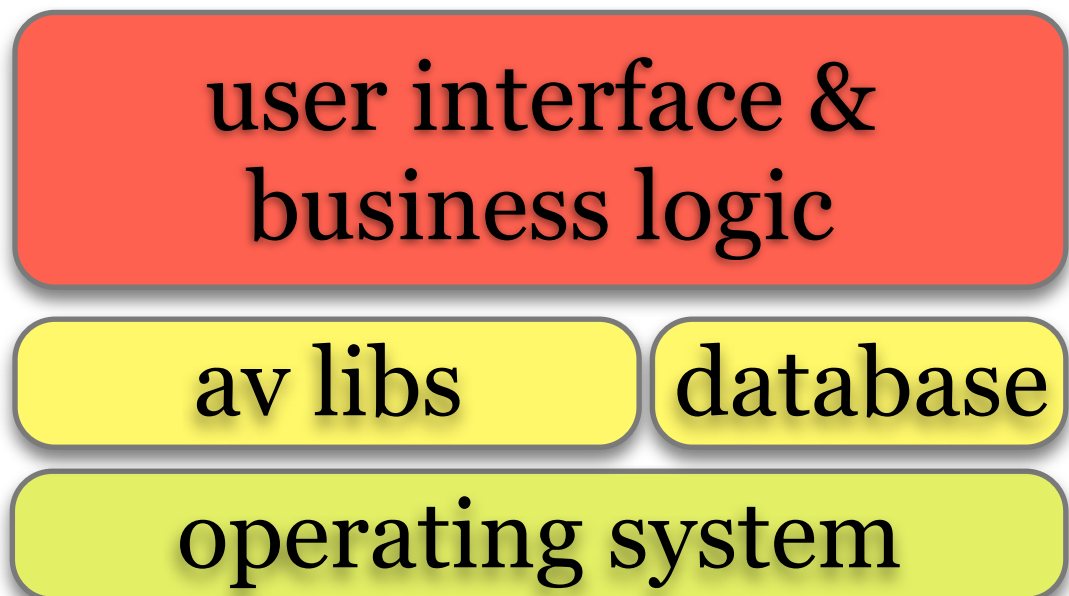 user interface &
business logic
av libs
database
operating system